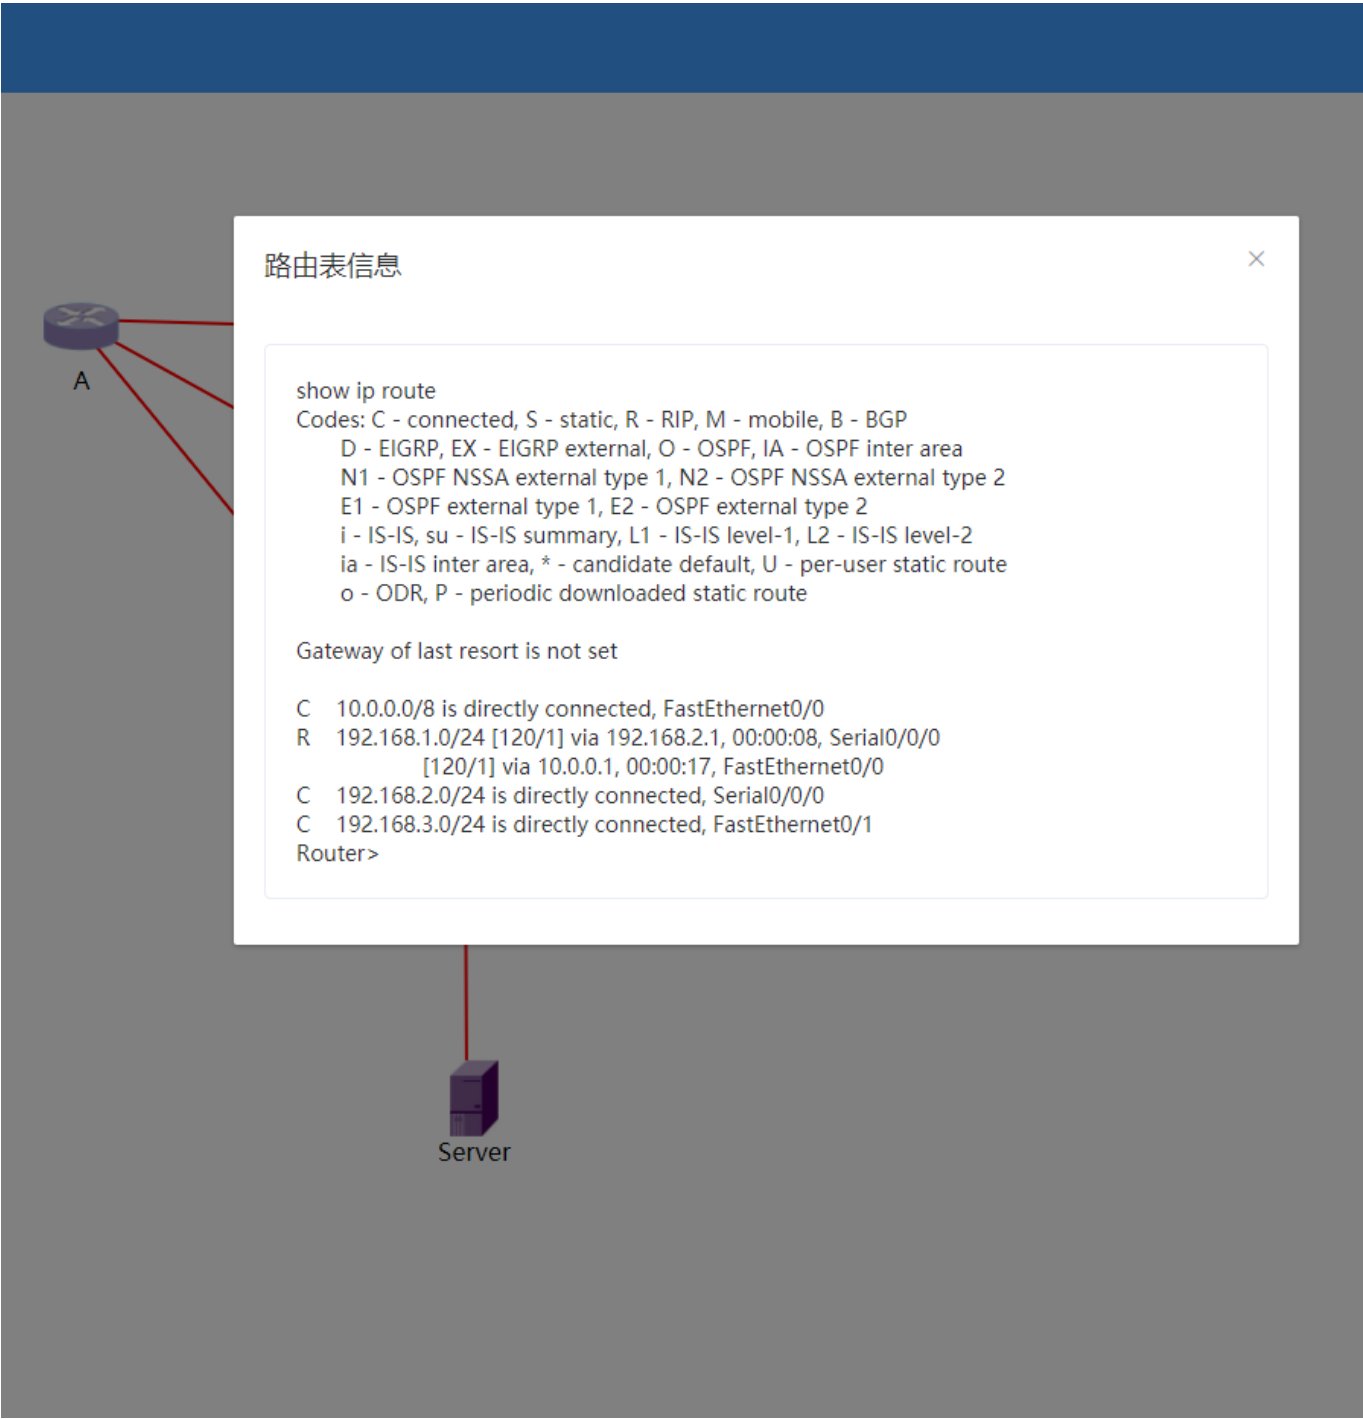 路由表信息
×
A
show ip route
Codes: C - connected, S - static, R - RIP, M - mobile, B - BGP
D - EIGRP, EX - EIGRP external, O - OSPF, IA - OSPF inter area
N1 - OSPF NSSA external type 1, N2 - OSPF NSSA external type 2
E1 - OSPF external type 1, E2 - OSPF external type 2
i - IS-IS, su - IS-IS summary, L1 - IS-IS level-1, L2 - IS-IS level-2
ia - IS-IS inter area, * - candidate default, U - per-user static route
o - ODR, P - periodic downloaded static route
Gateway of last resort is not set
C 10.0.0.0/8 is directly connected, FastEthernet0/0
R 192.168.1.0/24 [120/1] via 192.168.2.1, 00:00:08, Serial0/0/0
[120/1] via 10.0.0.1, 00:00:17, FastEthernet0/0
C 192.168.2.0/24 is directly connected, Serial0/0/0
C 192.168.3.0/24 is directly connected, FastEthernet0/1
Router>
Server